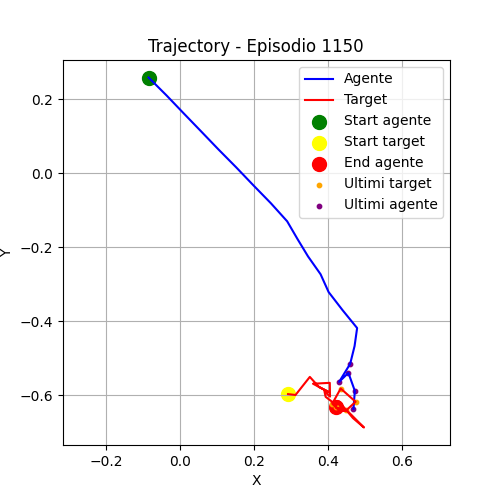 Trajectory - Episodio 1150
Agente
Target
Start agente
Start target
End agente
Ultimi target
Ultimi agente
Y
0.2
0.0
−0.2
−0.4
−0.6
−0.2
0.0
0.2
0.4
0.6
X